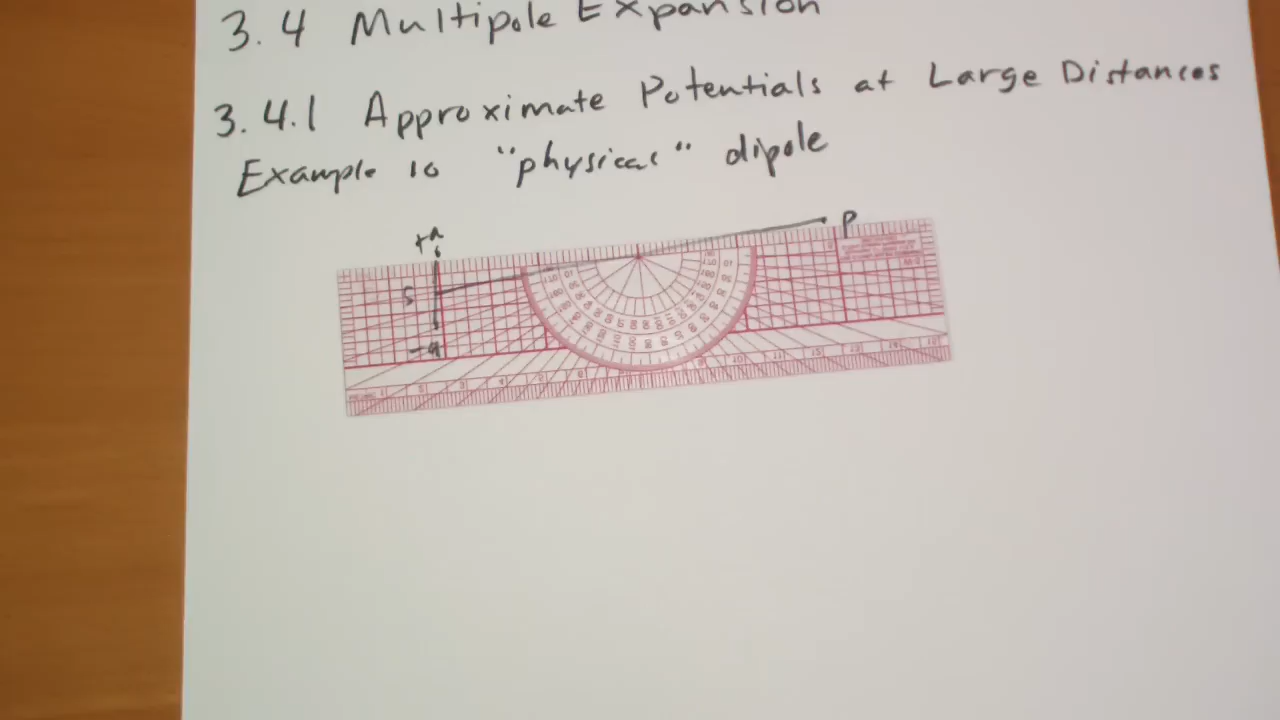 3.4 Multipole Expansion
3.4.1 Approximate Potentials at Large Distances
Example 10 "physical" dipole
+q
P
s
-q